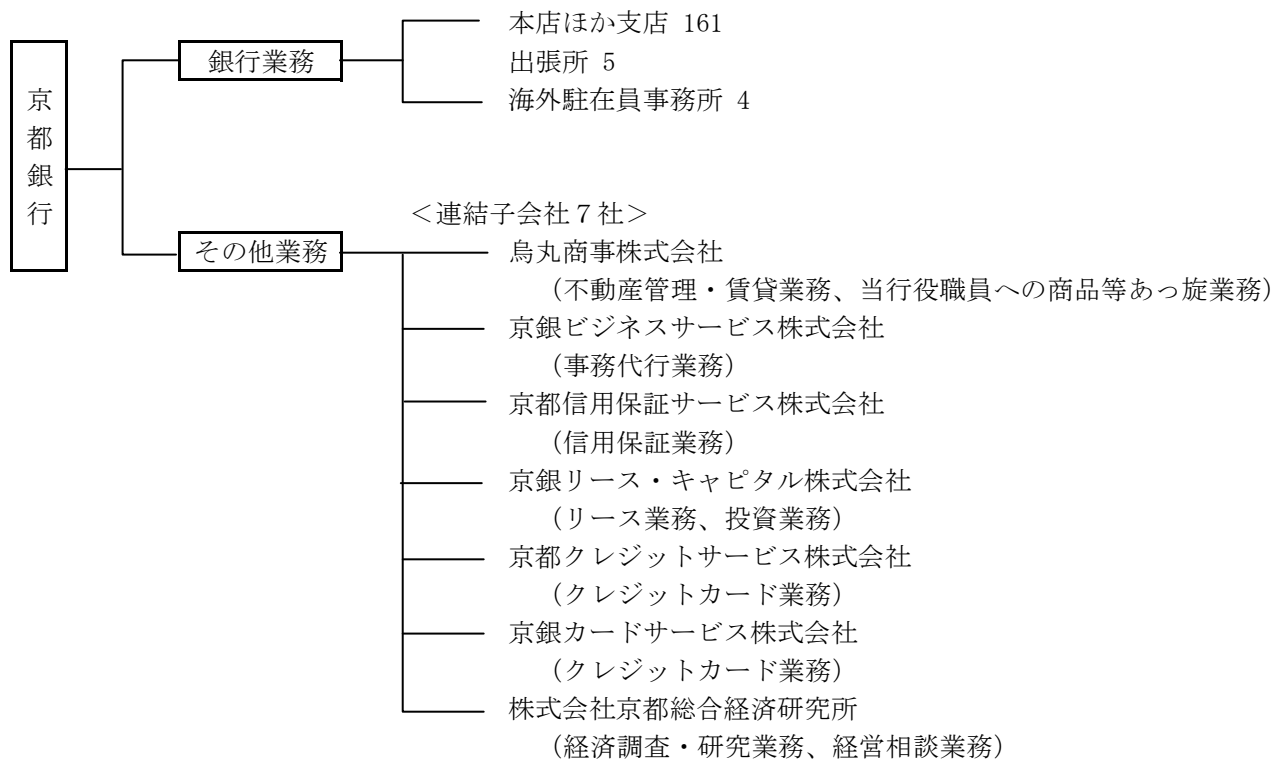 京都銀行
銀行業務
本店ほか支店 161
出張所 5
海外駐在員事務所 4
その他業務
＜連結子会社７社＞
烏丸商事株式会社
（不動産管理・賃貸業務、当行役職員への商品等あっ旋業務）
京銀ビジネスサービス株式会社
（事務代行業務）
京都信用保証サービス株式会社
（信用保証業務）
京銀リース・キャピタル株式会社
（リース業務、投資業務）
京都クレジットサービス株式会社
（クレジットカード業務）
京銀カードサービス株式会社
（クレジットカード業務）
株式会社京都総合経済研究所
（経済調査・研究業務、経営相談業務）